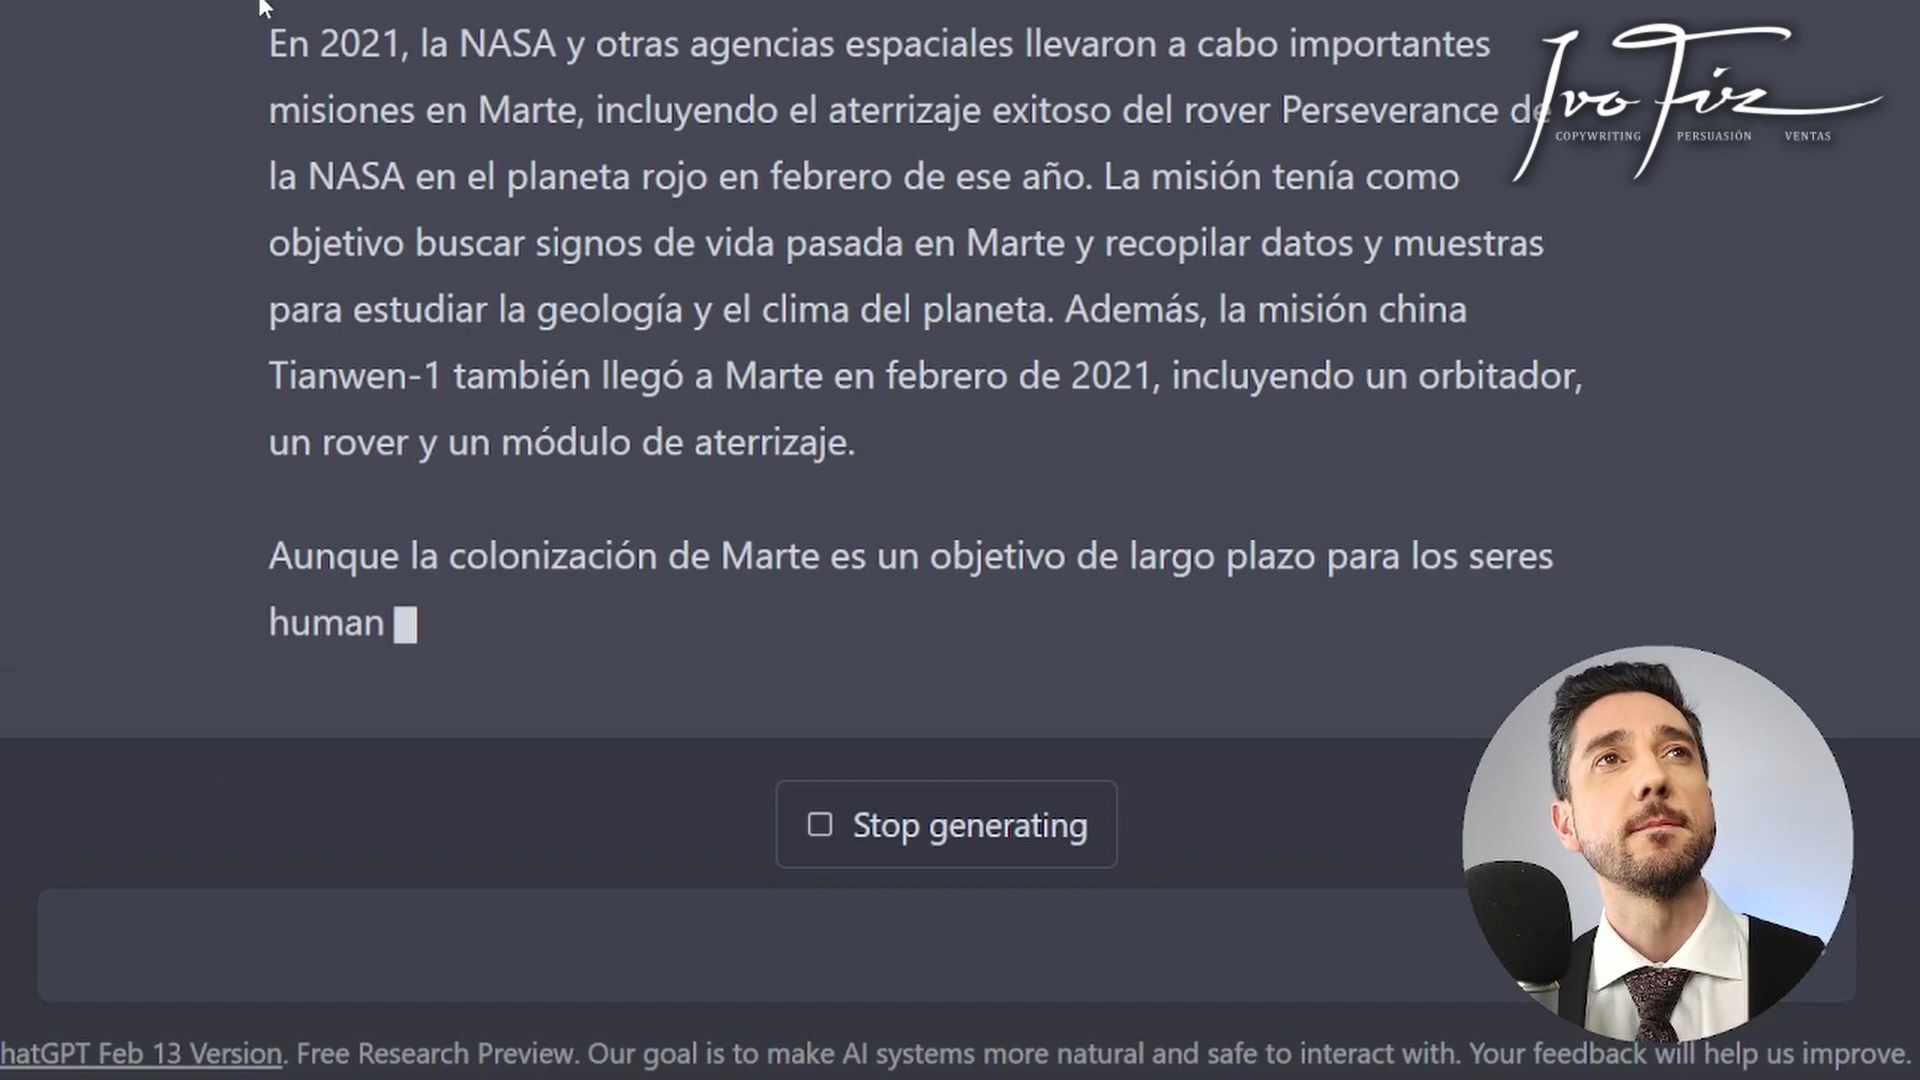 En 2021, la NASA y otras agencias espaciales llevaron a cabo importantes
misiones en Marte, incluyendo el aterrizaje exitoso del rover Perseverance de
la NASA en el planeta rojo en febrero de ese año. La misión tenía como
objetivo buscar signos de vida pasada en Marte y recopilar datos y muestras
para estudiar la geología y el clima del planeta. Además, la misión china
Tianwen-1 también llegó a Marte en febrero de 2021, incluyendo un orbitador,
un rover y un módulo de aterrizaje.
Aunque la colonización de Marte es un objetivo de largo plazo para los seres
human
Ivo Fiz
COPYWRITING PERSUASIÓN VENTAS
Stop generating
hatGPT Feb 13 Version. Free Research Preview. Our goal is to make AI systems more natural and safe to interact with. Your feedback will help us improve.